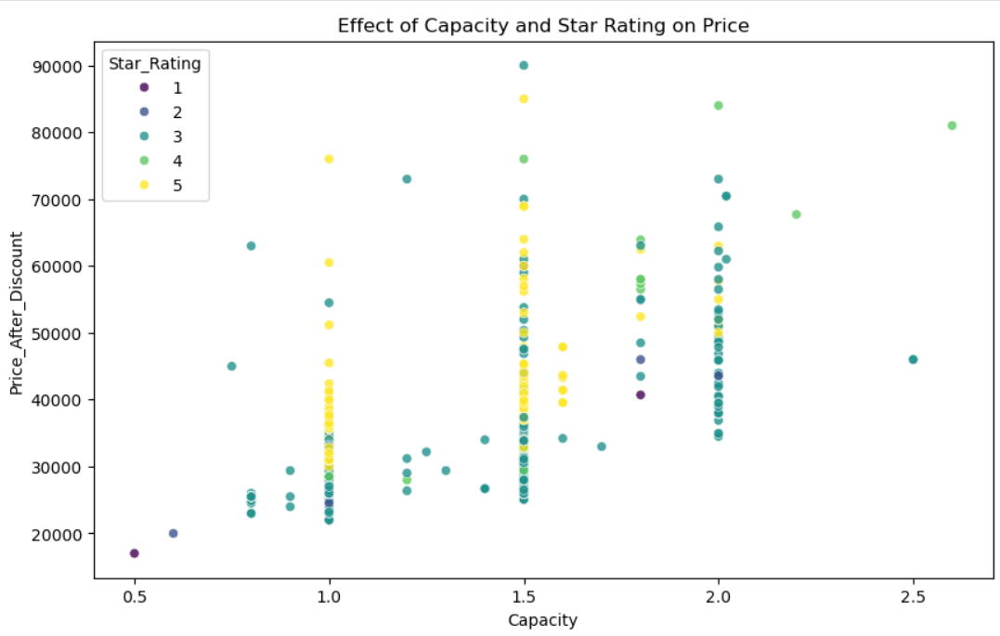 Effect of Capacity and Star Rating on Price
Star_Rating
1
2
3
4
5
90000
80000
70000
60000
50000
40000
30000
20000
Price_After_Discount
0.5 1.0 1.5 2.0 2.5
Capacity